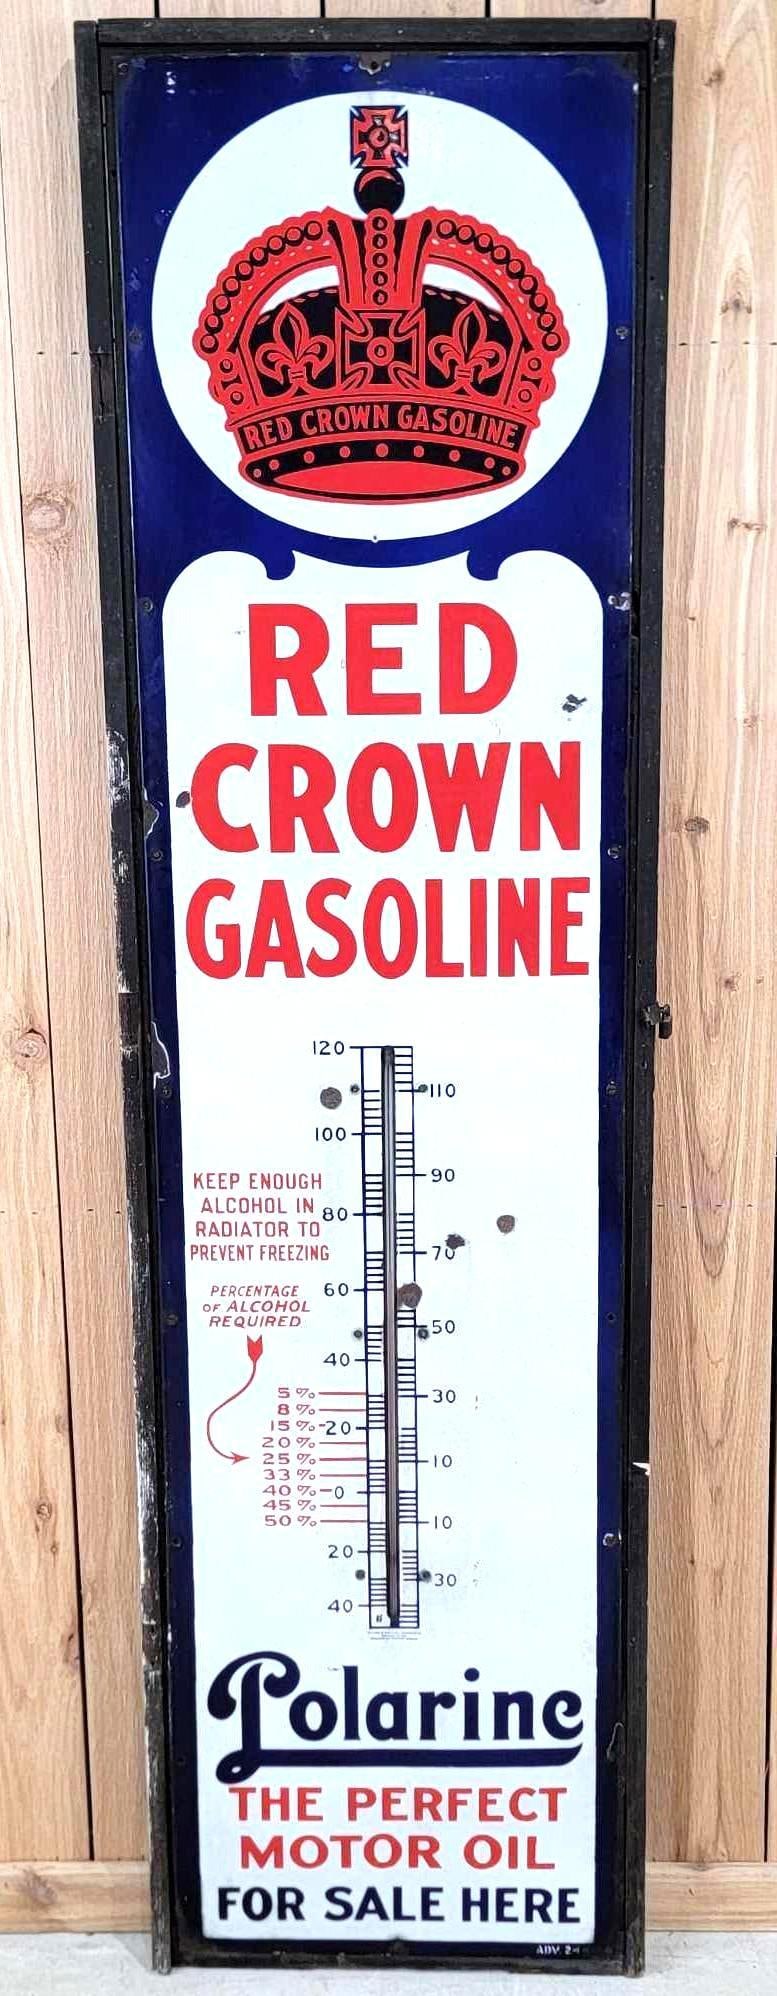 RED CROWN GASOLINE
RED
CROWN
GASOLINE
120
110
100
90
KEEP ENOUGH
ALCOHOL IN
RADIATOR TO
PREVENT FREEZING
80
70
60
PERCENTAGE
OF ALCOHOL
REQUIRED
50
40
5%
30
8%
15% 20
20%
25% 10
33%
40% 0
45%
50% 10
20
30
40
Polarine
THE PERFECT
MOTOR OIL
FOR SALE HERE
ADV.